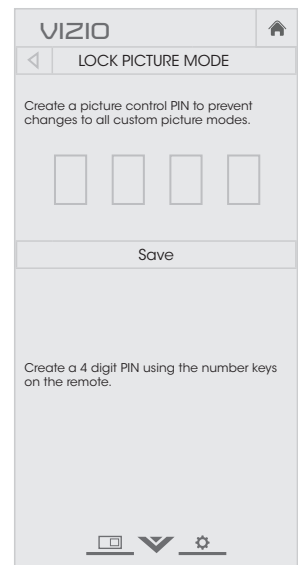 VIZIO
LOCK PICTURE MODE
Create a picture control PIN to prevent
changes to all custom picture modes.
Save
Create a 4 digit PIN using the number keys
on the remote.